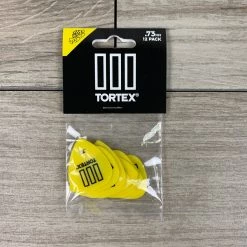 .73mm
12 PACK
TORTEX®
TORTEX